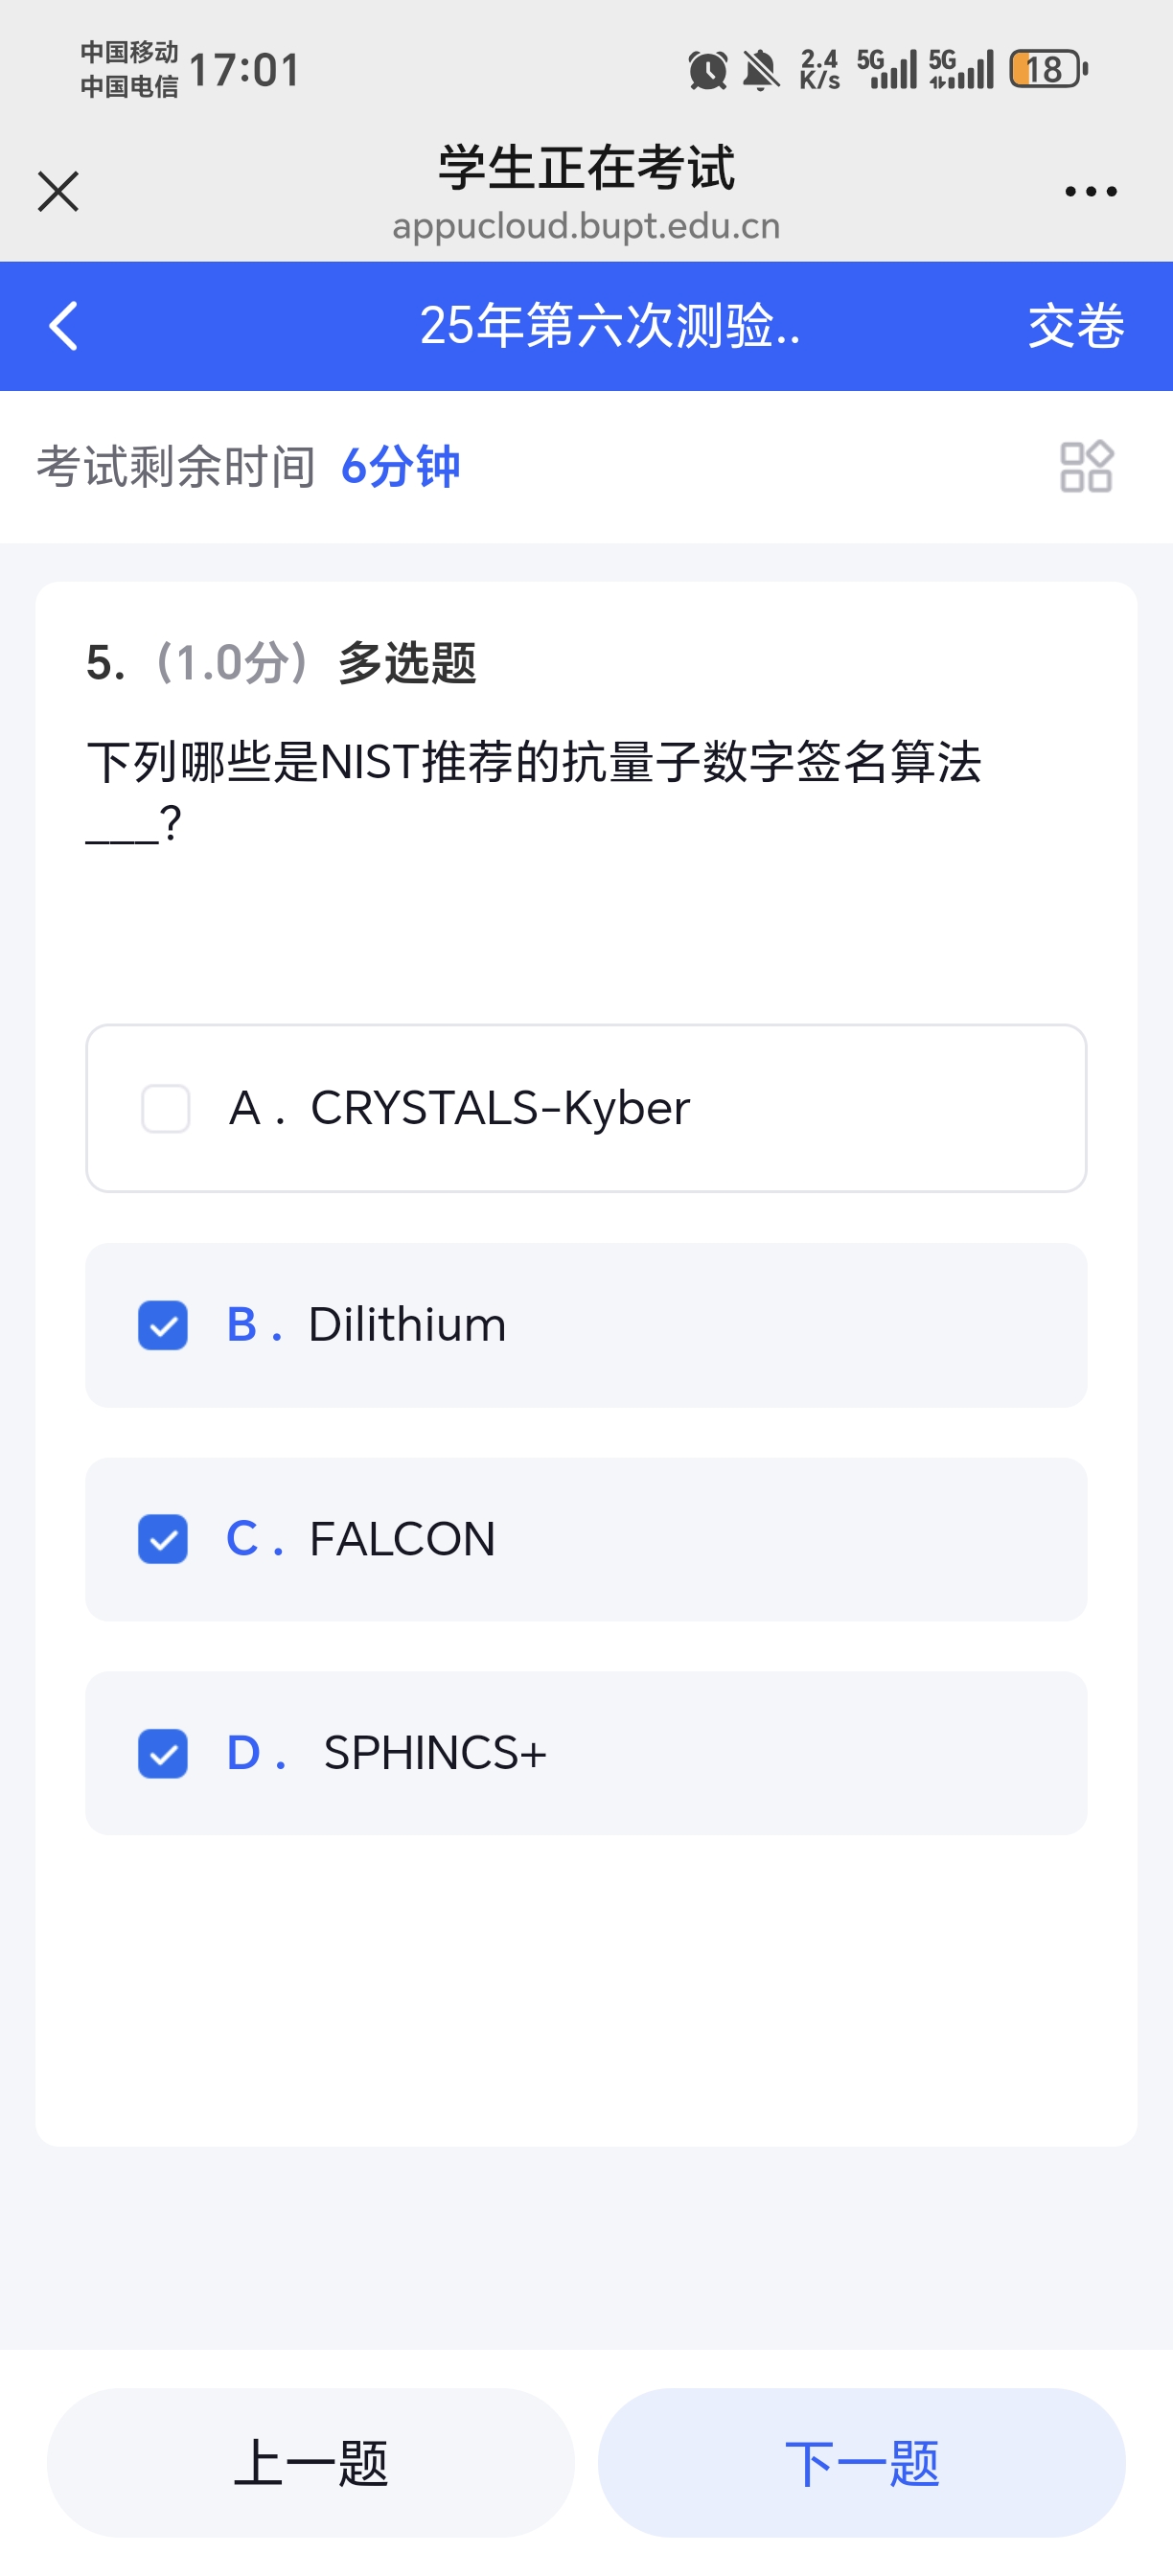 中国移动
中国电信
17:01
2.4
K/s
5G
5G
18
学生正在考试
appucloud.bupt.edu.cn
25年第六次测验..
交卷
考试剩余时间 6分钟
5. (1.0分) 多选题
下列哪些是NIST推荐的抗量子数字签名算法
___?
A . CRYSTALS-Kyber
B . Dilithium
C . FALCON
D . SPHINCS+
上一题
下一题